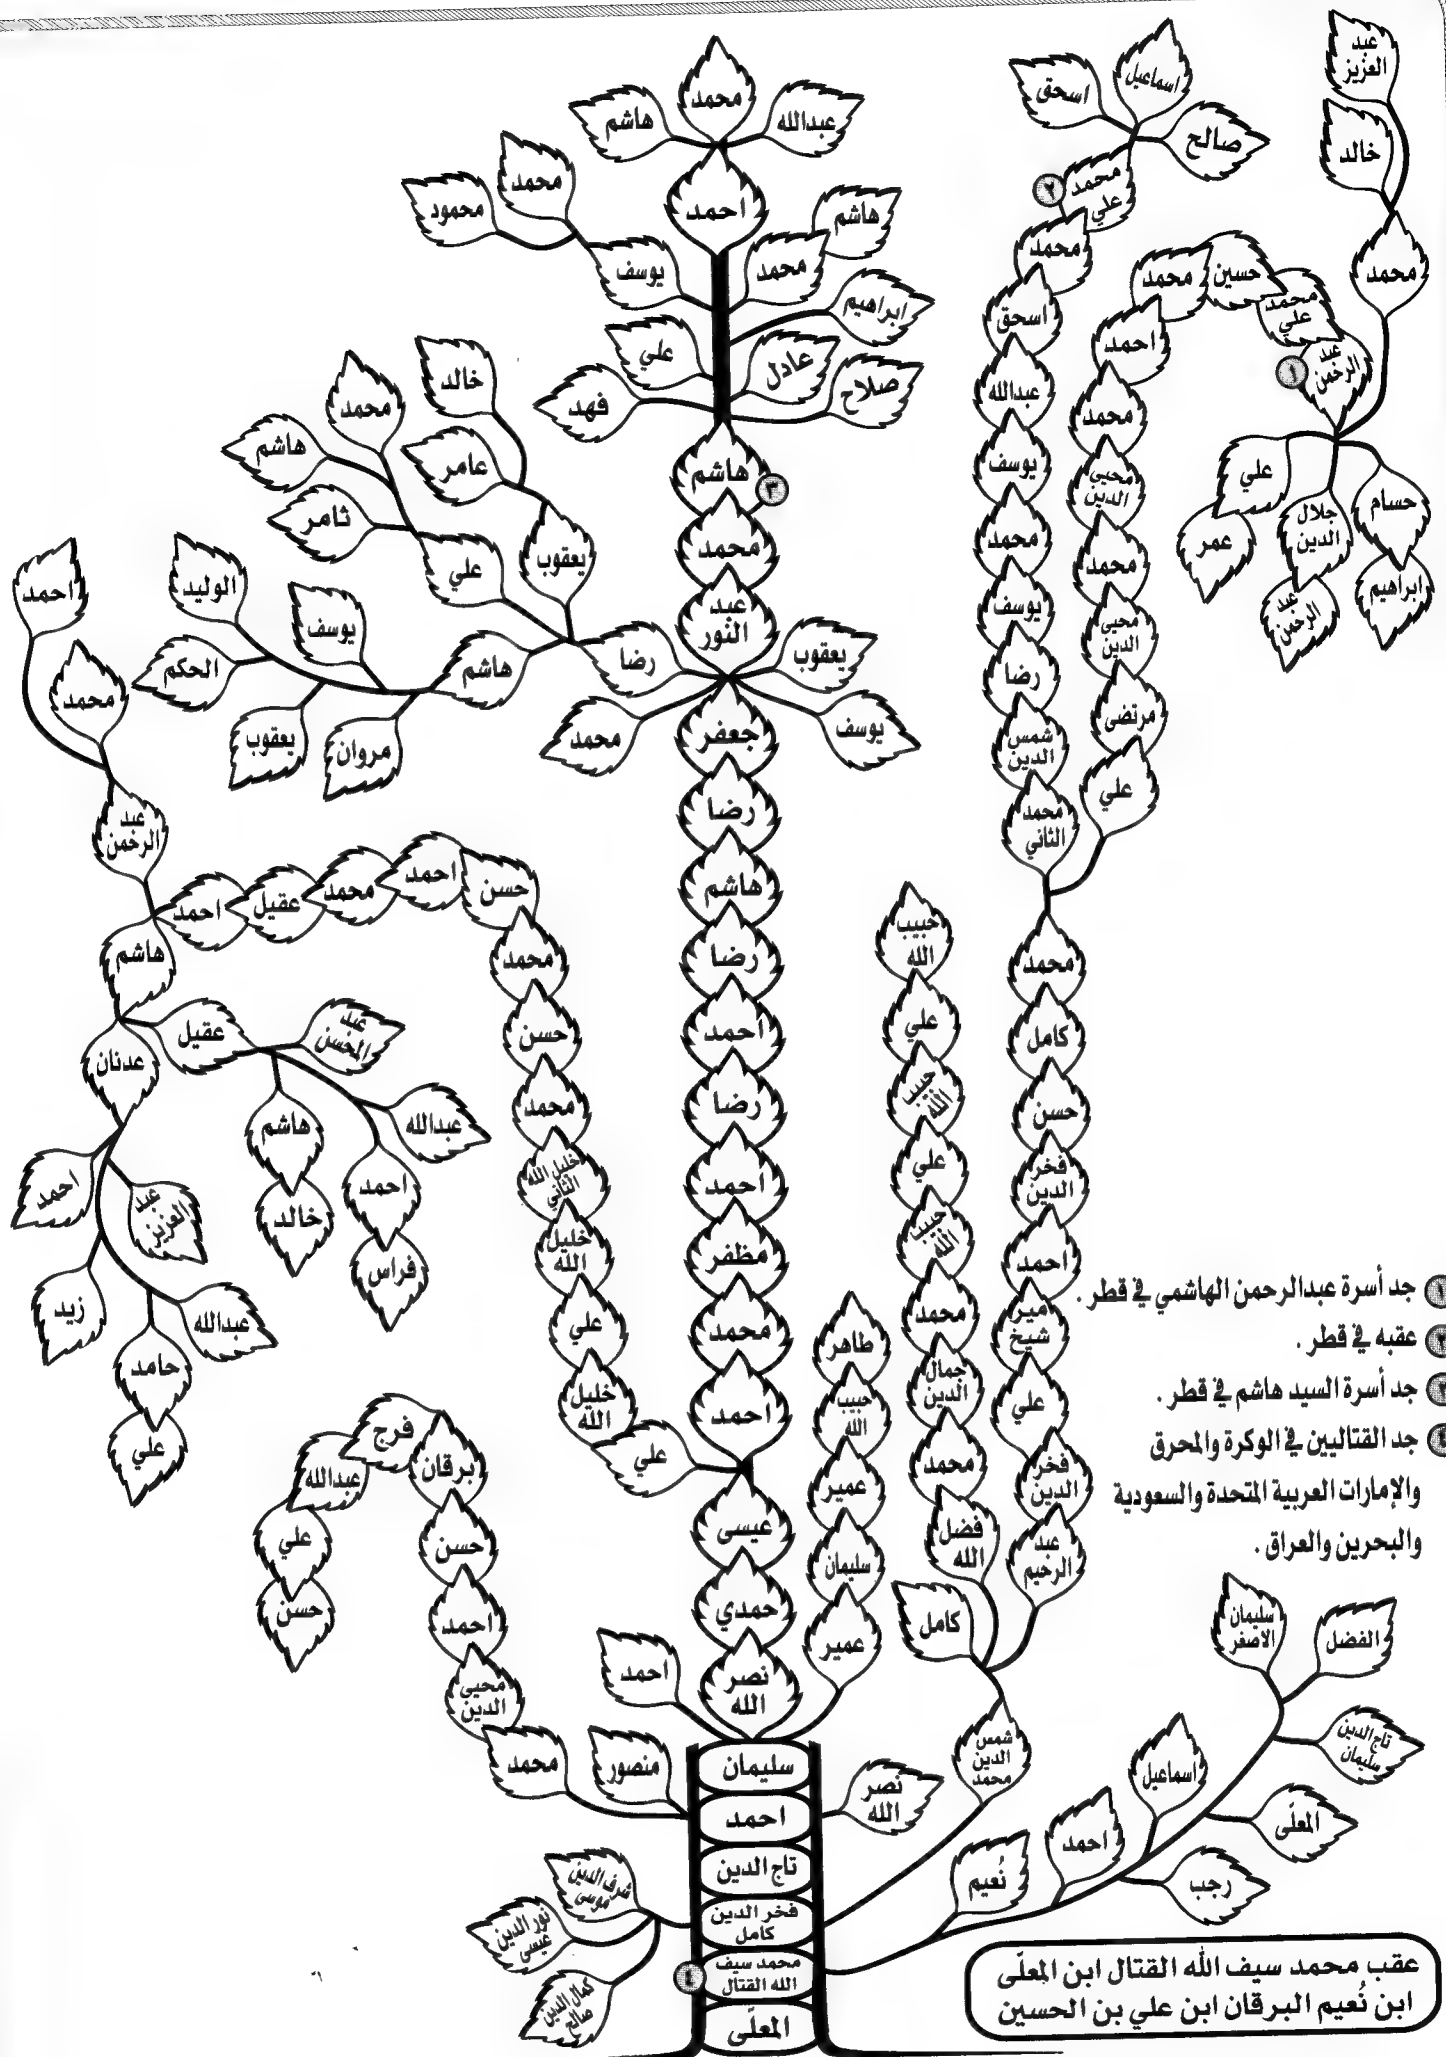 عبد
العزيز
خالد
محمد
اسماعيل
اسحق
صالح
محمد
علي
٢
محمد
اسحق
عبدالله
يوسف
محمد
يوسف
رضا
شمس
الدين
محمد
الثاني
حسين
محمد
محمد
علي
عبد
الرحمن
١
احمد
محمد
محيي
الدين
محمد
محيي
الدين
مرتضى
علي
علي
عمر
جلال
الدين
عبد
الرحمن
حسام
ابراهيم
محمد
هاشم
عبدالله
احمد
محمد
محمود
يوسف
محمد
هاشم
ابراهيم
علي
عادل
صلاح
فهد
هاشم
٣
محمد
عبد
النور
يعقوب
يوسف
رضا
محمد
خالد
عامر
يعقوب
محمد
هاشم
ثامر
علي
هاشم
الوليد
يوسف
الحكم
يعقوب
مروان
جعفر
رضا
هاشم
رضا
احمد
رضا
احمد
مظفر
محمد
احمد
عيسى
حمدي
نصر
الله
احمد
محمد
عبد
الرحمن
احمد
عقيل
محمد
احمد
حسن
محمد
حسن
محمد
خليل الله
الثاني
خليل
الله
علي
خليل
الله
علي
هاشم
عقيل
عبد
المحسن
عدنان
هاشم
خالد
عبدالله
احمد
فراس
احمد
عبد
العزيز
زيد
عبدالله
حامد
علي
فرج
برقان
عبدالله
علي
حسن
حسن
احمد
محيي
الدين
محمد
منصور
احمد
حبيب
الله
علي
حبيب
الله
علي
حبيب
الله
محمد
جمال
الدين
محمد
فضل
الله
كامل
طاهر
حبيب
الله
عمير
سليمان
عمير
محمد
كامل
حسن
فخر
الدين
احمد
امير
شيخ
علي
فخر
الدين
عبد
الرحيم
شمس
الدين
محمد
نصر
الله
سليمان
احمد
تاج الدين
فخر الدين
كامل
محمد سيف
الله القتال
٤
المعلّى
شرف الدين
موسى
نور الدين
عيسى
كمال الدين
صالح
سليمان
الاصغر
الفضل
تاج الدين
سليمان
اسماعيل
المعلّى
احمد
رجب
نُعيم
١ جد أسرة عبدالرحمن الهاشمي في قطر .
٢ عقبه في قطر .
٣ جد أسرة السيد هاشم في قطر .
٤ جد القتاليين في الوكرة والمحرق
والإمارات العربية المتحدة والسعودية
والبحرين والعراق .
عقب محمد سيف الله القتال ابن المعلّى
ابن نُعيم البرقان ابن علي بن الحسين